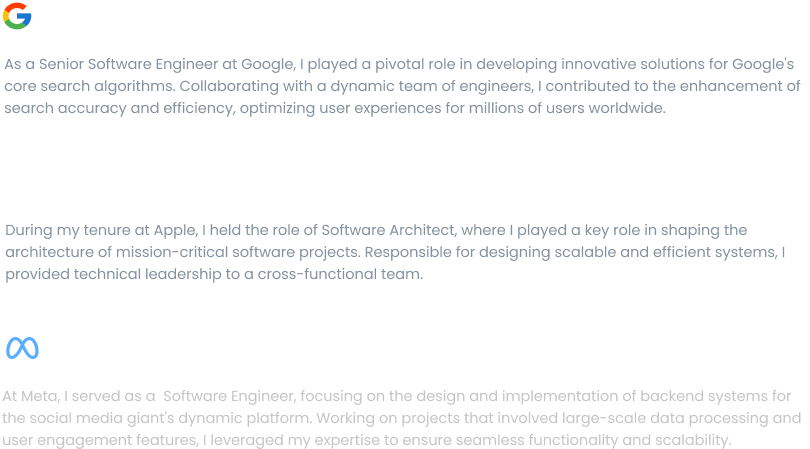 As a Senior Software Engineer at Google, I played a pivotal role in developing innovative solutions for Google's
core search algorithms. Collaborating with a dynamic team of engineers, I contributed to the enhancement of
search accuracy and efficiency, optimizing user experiences for millions of users worldwide.
During my tenure at Apple, I held the role of Software Architect, where I played a key role in shaping the
architecture of mission-critical software projects. Responsible for designing scalable and efficient systems, I
provided technical leadership to a cross-functional team.
At Meta, I served as a  Software Engineer, focusing on the design and implementation of backend systems for
the social media giant's dynamic platform. Working on projects that involved large-scale data processing and
user engagement features, I leveraged my expertise to ensure seamless functionality and scalability.